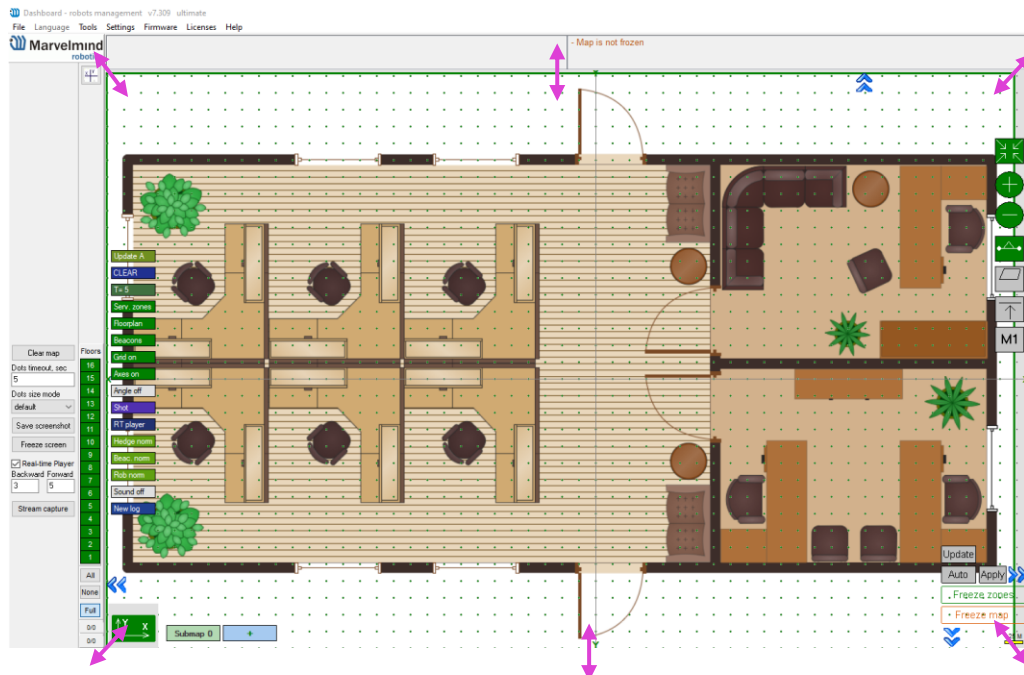 Dashboard - robots management   v7.309   ultimate
File   Language   Tools   Settings   Firmware   Licenses   Help
Marvelmind
- Map is not frozen
Update A
CLEAR
T= 5
Serv. zones
Floorplan
Beacons
Grid on
Axes on
Angle off
Shot
RT player
Hedge norm
Beac. norm
Rob norm
Sound off
New log
Clear map
Dots timeout, sec
5
Dots size mode
default
Save screenshot
Freeze screen
Real-time Player
Backward   Forward
3   5
Stream capture
Floors
16
15
14
13
12
11
10
9
8
7
6
5
4
3
2
1
All
None
Full
0/0
0/0
Y
X
Submap 0
+
M1
Update
Auto   Apply
Freeze zones
Freeze map
Y